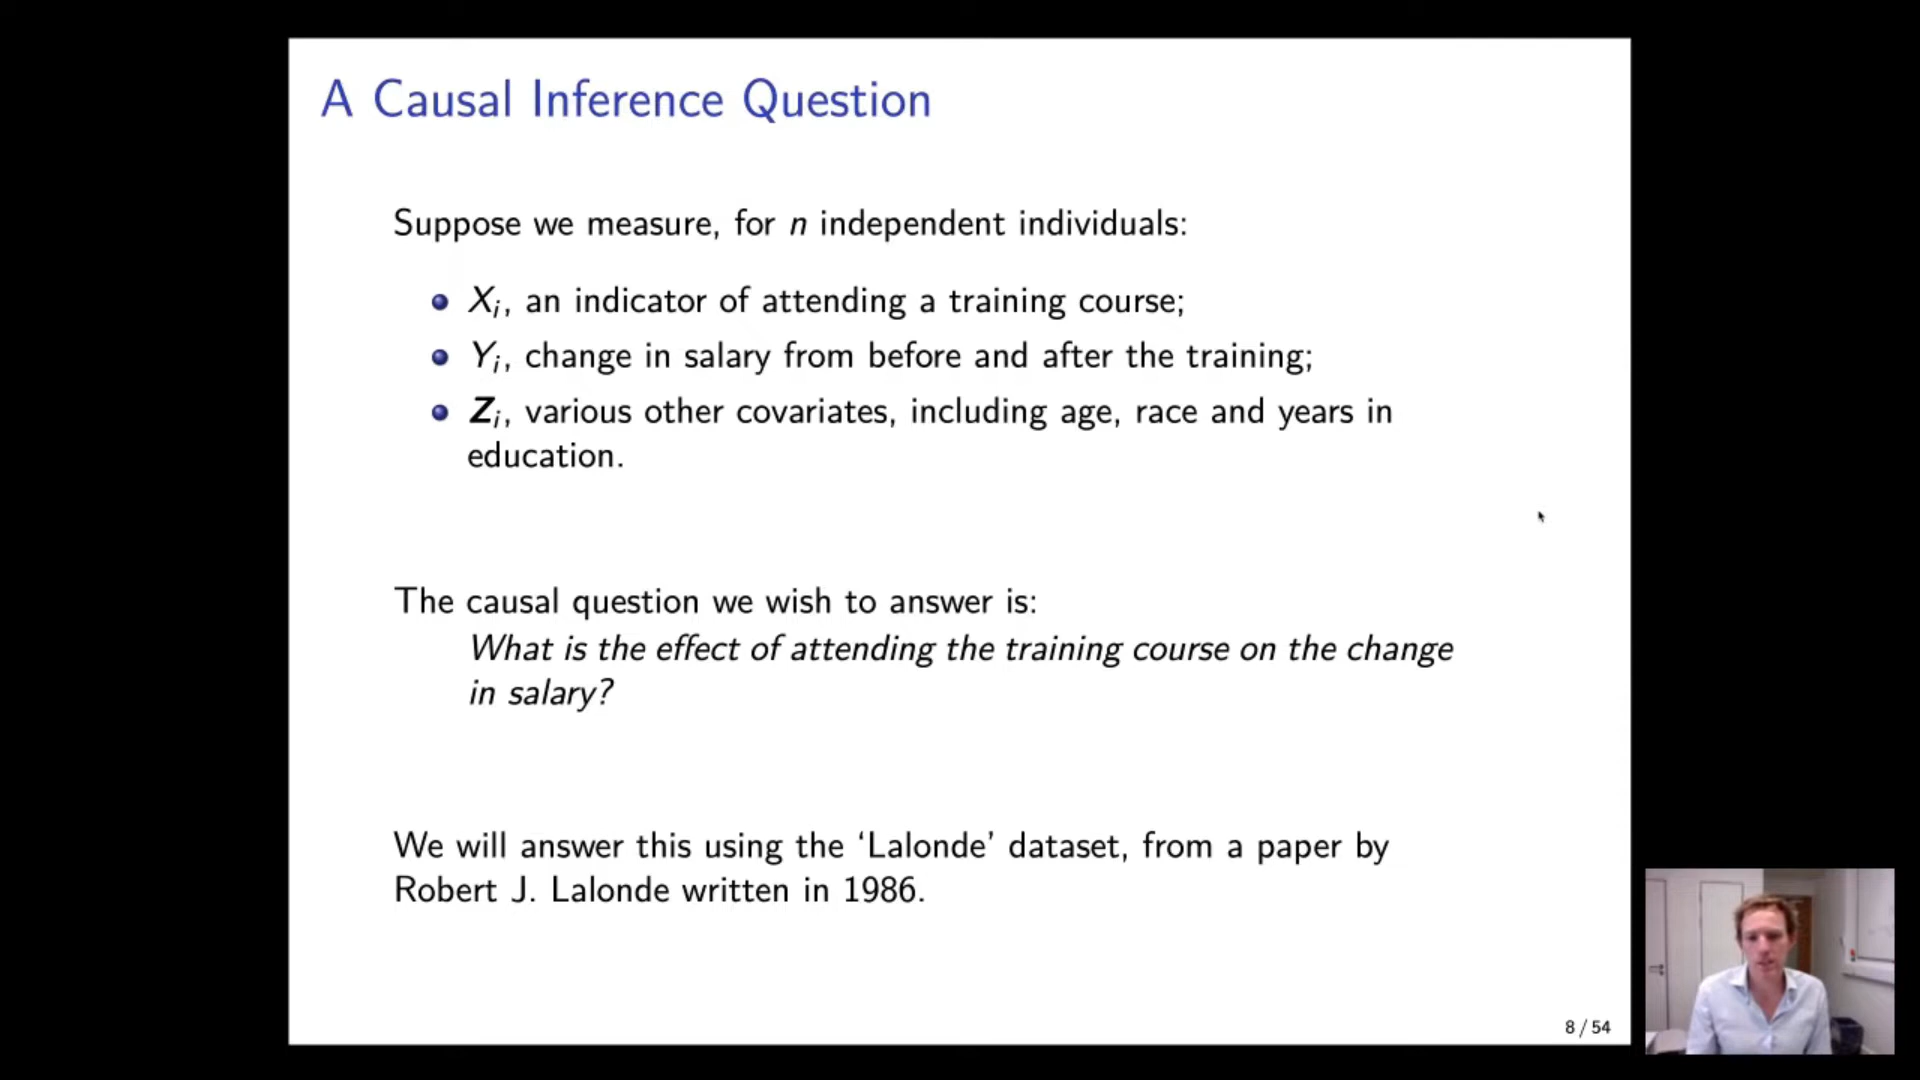 A Causal Inference Question
Suppose we measure, for n independent individuals:
Xi, an indicator of attending a training course;
Yi, change in salary from before and after the training;
Zi, various other covariates, including age, race and years in
education.
The causal question we wish to answer is:
What is the effect of attending the training course on the change
in salary?
We will answer this using the ‘Lalonde’ dataset, from a paper by
Robert J. Lalonde written in 1986.
8 / 54